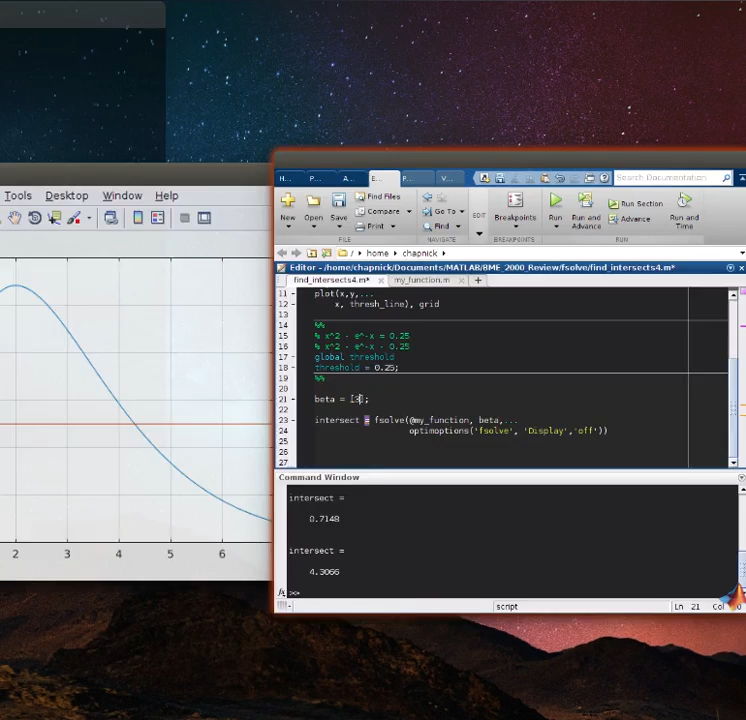 Tools Desktop Window Help
H... P... A... E... P... V... Search Documentation
New Open Save Find Files Compare Print Go To Find EDIT Breakpoints Run Run and Advance Run Section Advance Run and Time
FILE NAVIGATE BREAKPOINTS RUN
/ home chapnick
Editor - /home/chapnick/Documents/MATLAB/BME_2000_Review/fsolve/find_intersects4.m*
find_intersects4.m* my_function.m +
11 plot(x,y,...
12 x, thresh_line), grid
13
14 %%
15 % x^2 - e^-x = 0.25
16 % x^2 - e^-x - 0.25
17 global threshold
18 threshold = 0.25;
19 %%
20
21 beta = [3];
22
23 intersect = fsolve(@my_function, beta,...
24 optimoptions('fsolve', 'Display','off'))
25
26
27
Command Window
intersect =
0.7148
intersect =
4.3066
fx >>
script Ln 21 Col
2 3 4 5 6